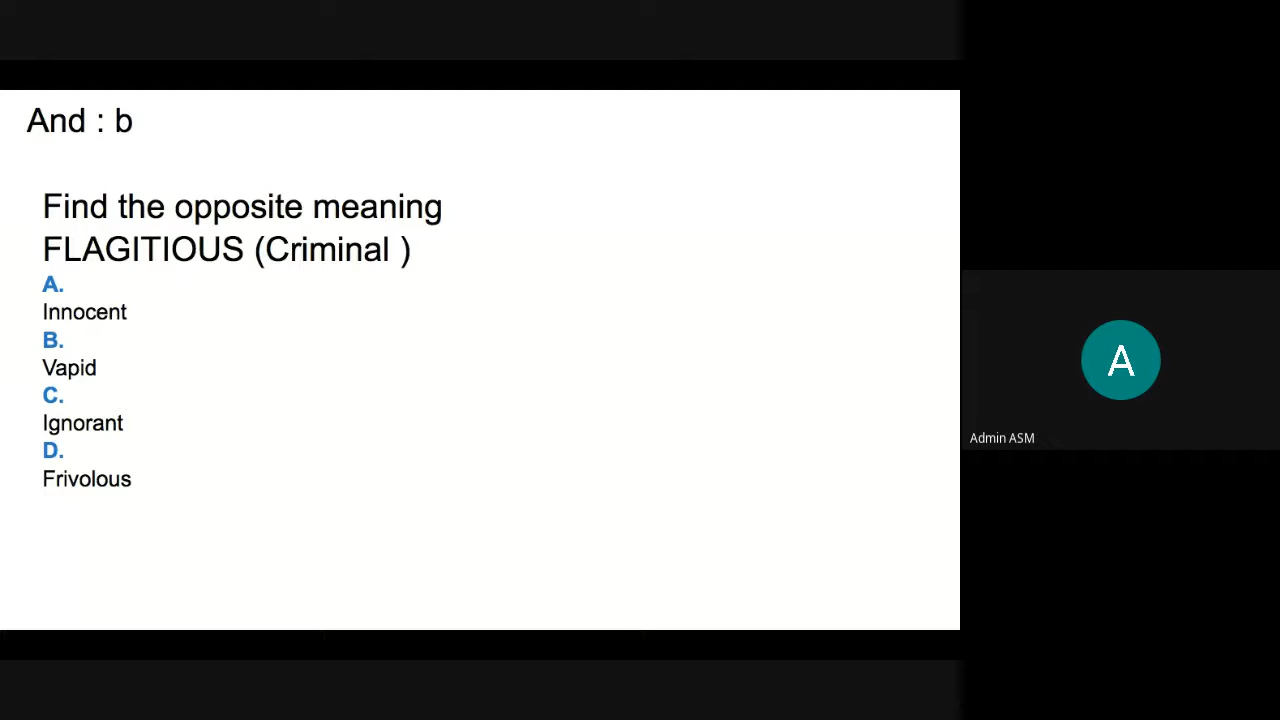 And : b
Find the opposite meaning
FLAGITIOUS (Criminal )
A.
Innocent
B.
Vapid
C.
Ignorant
D.
Frivolous
A
Admin ASM